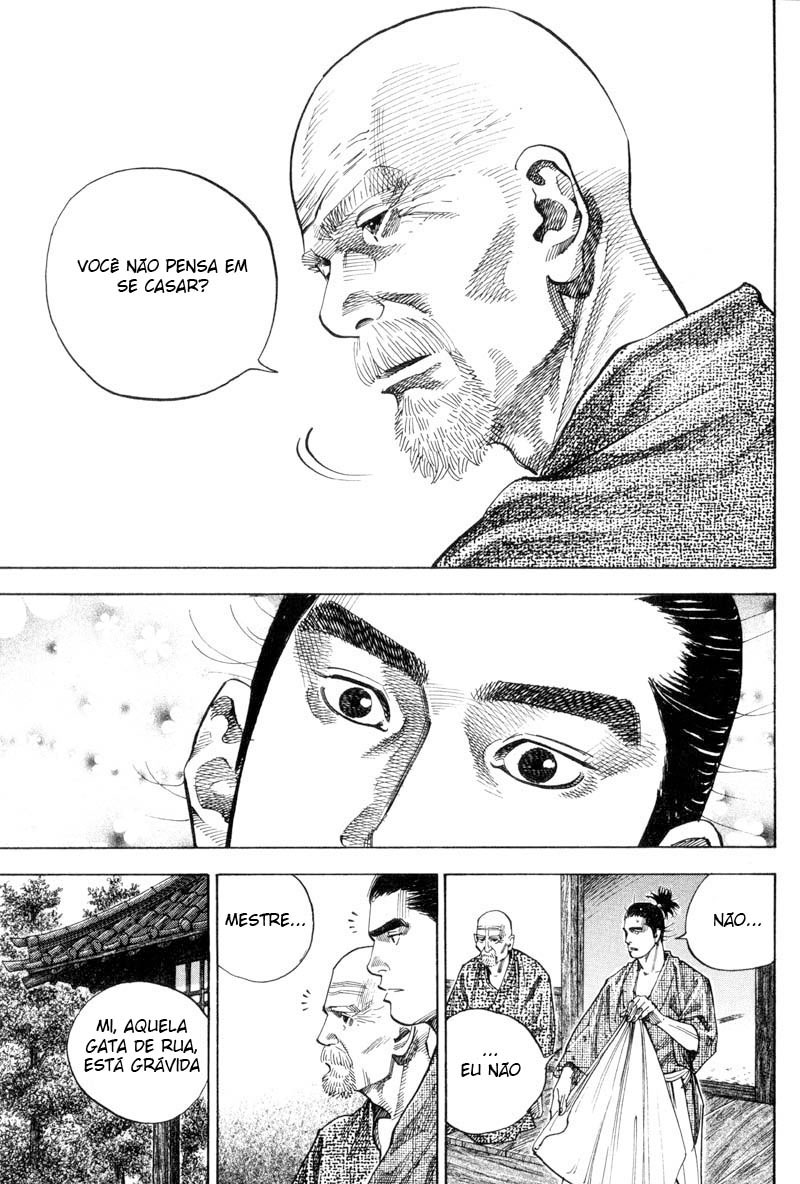 VOCÊ NÃO PENSA EM
SE CASAR?
NÃO...
...
EU NÃO
MESTRE...
MI, AQUELA
GATA DE RUA,
ESTÁ GRÁVIDA